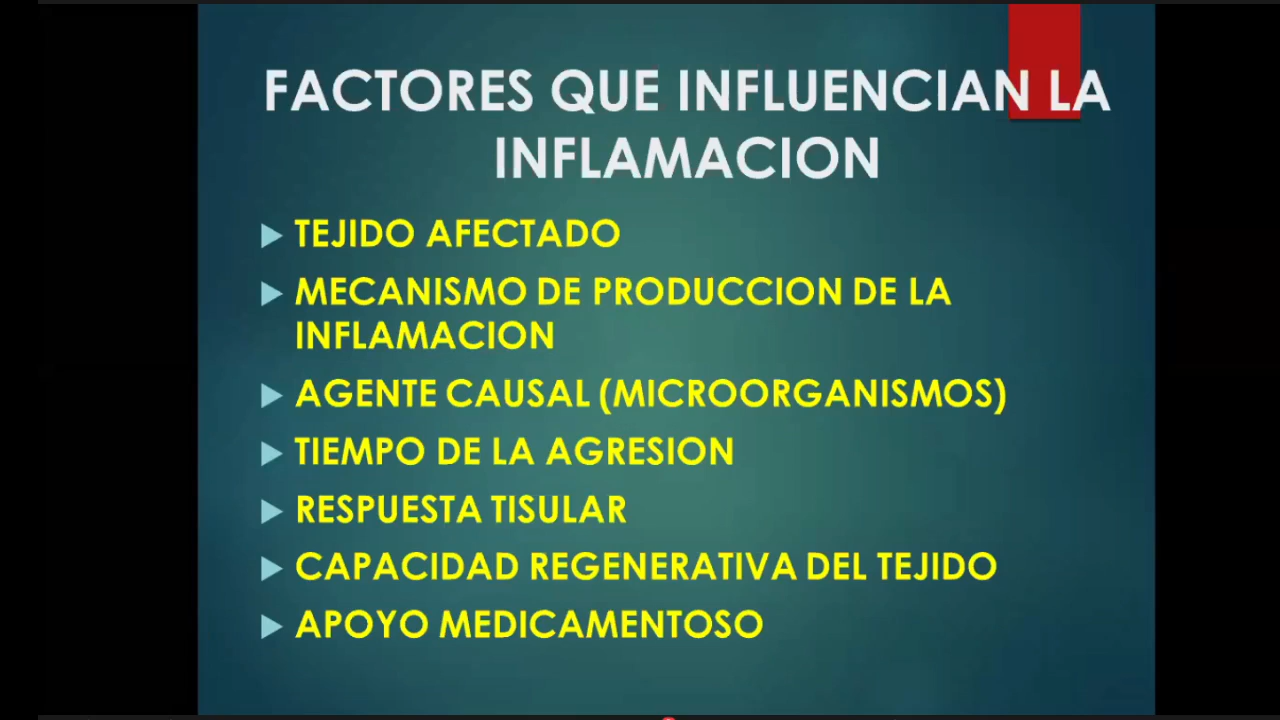 FACTORES QUE INFLUENCIAN LA
INFLAMACION
TEJIDO AFECTADO
MECANISMO DE PRODUCCION DE LA
INFLAMACION
AGENTE CAUSAL (MICROORGANISMOS)
TIEMPO DE LA AGRESION
RESPUESTA TISULAR
CAPACIDAD REGENERATIVA DEL TEJIDO
APOYO MEDICAMENTOSO